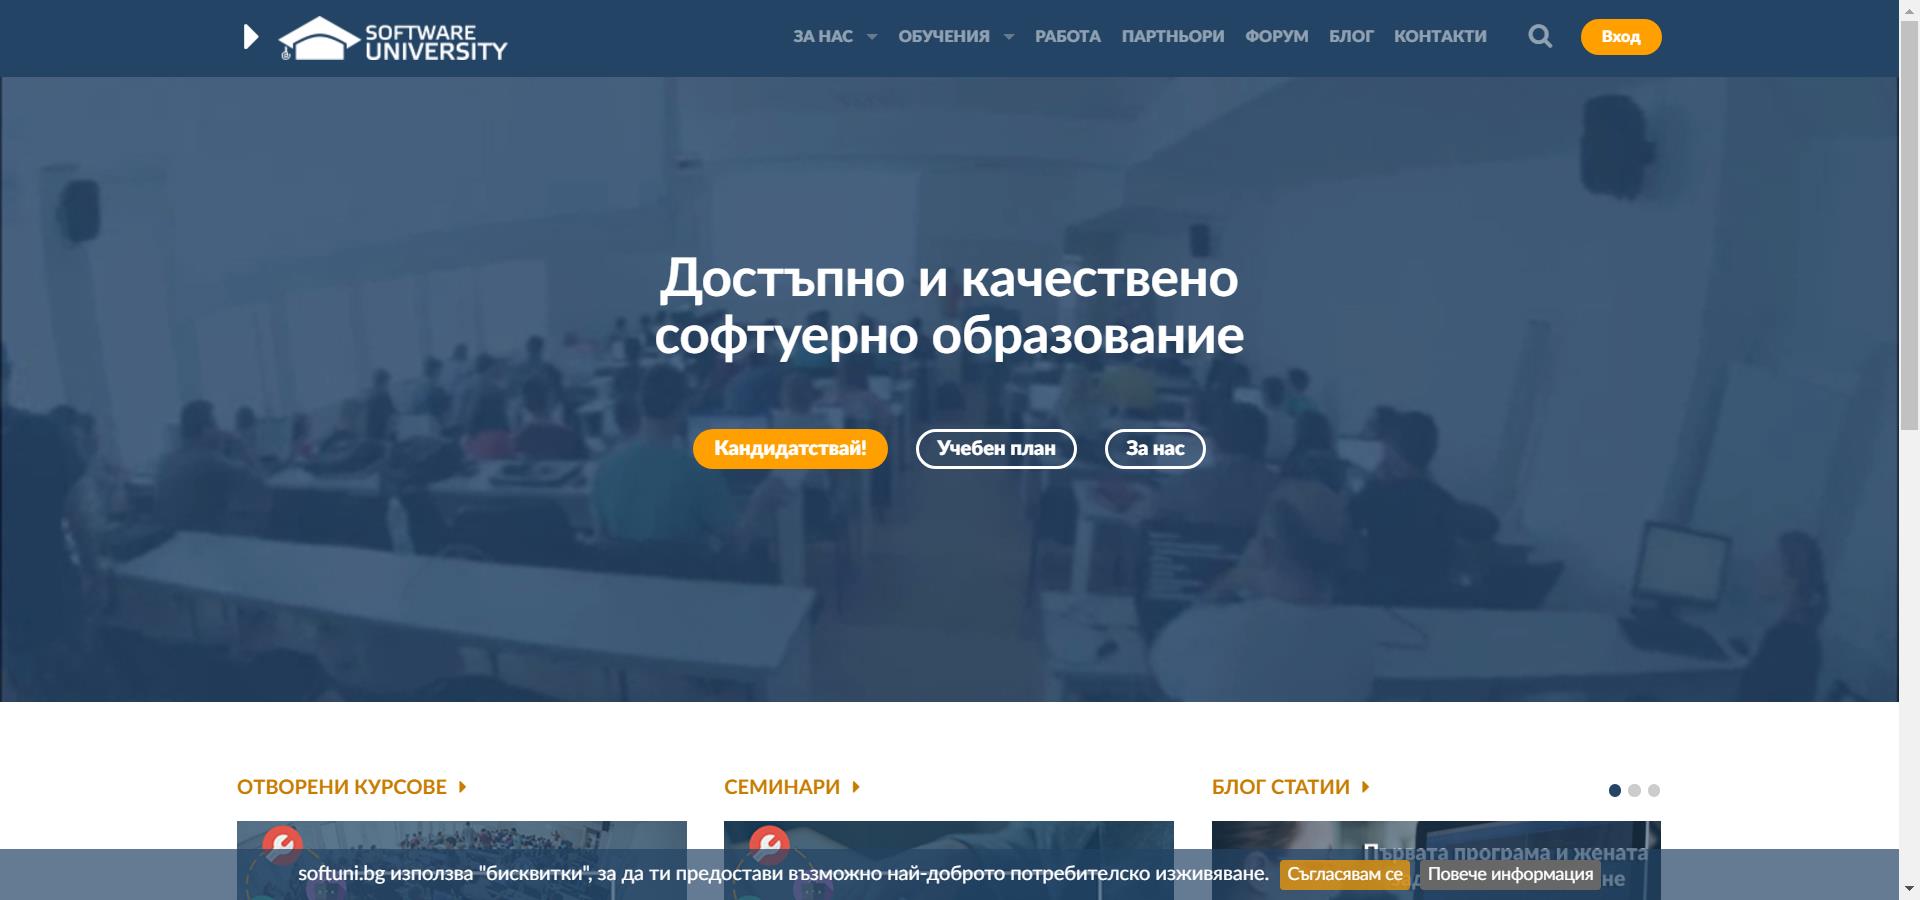 SOFTWARE
UNIVERSITY
ЗА НАС
ОБУЧЕНИЯ
РАБОТА
ПАРТНЬОРИ
ФОРУМ
БЛОГ
КОНТАКТИ
Вход
Достъпно и качествено
софтуерно образование
Кандидатствай!
Учебен план
За нас
ОТВОРЕНИ КУРСОВЕ
СЕМИНАРИ
БЛОГ СТАТИИ
Първата програма и жената
softuni.bg използва "бисквитки", за да ти предостави възможно най-доброто потребителско изживяване.
Съгласявам се
Повече информация